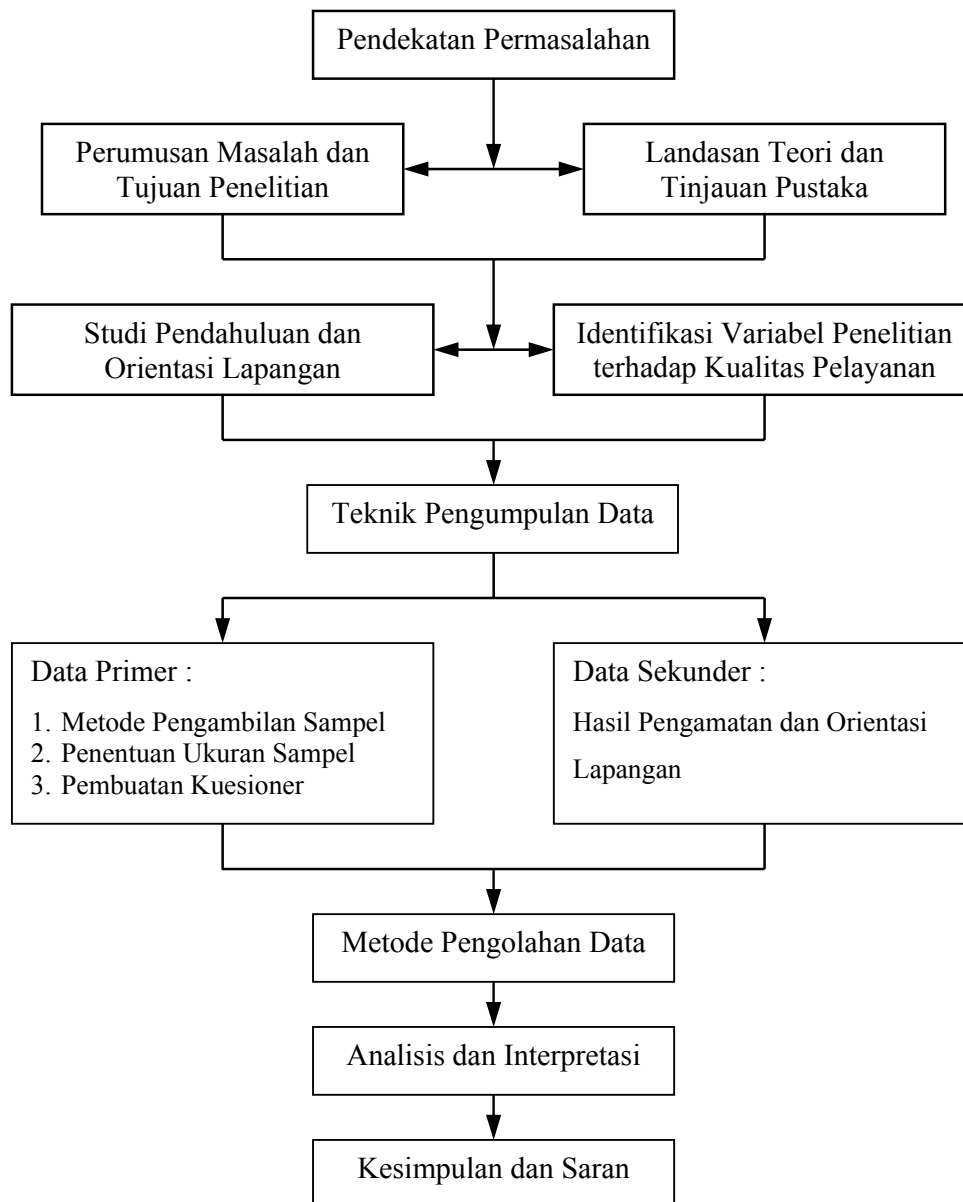 Pendekatan Permasalahan
Perumusan Masalah dan
Tujuan Penelitian
Landasan Teori dan
Tinjauan Pustaka
Studi Pendahuluan dan
Orientasi Lapangan
Identifikasi Variabel Penelitian
terhadap Kualitas Pelayanan
Teknik Pengumpulan Data
Data Primer :
1. Metode Pengambilan Sampel
2. Penentuan Ukuran Sampel
3. Pembuatan Kuesioner
Data Sekunder :
Hasil Pengamatan dan Orientasi
Lapangan
Metode Pengolahan Data
Analisis dan Interpretasi
Kesimpulan dan Saran